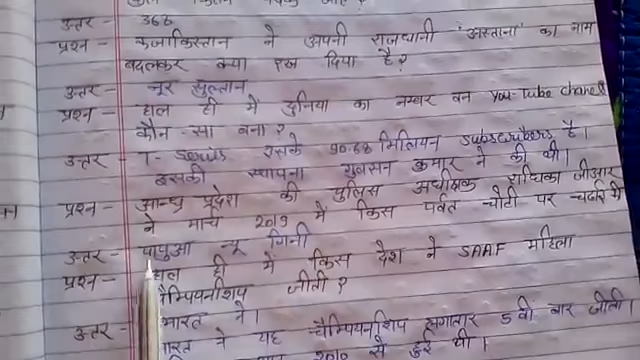 उत्तर - 368
प्रश्न - कजाकिस्तान ने अपनी राजधानी 'अस्ताना' का नाम
बदलकर क्या रख दिया है?
उत्तर - नूर सुल्तान
प्रश्न - हाल ही में दुनिया का नम्बर वन You-Tube chanel
कौन-सा बना?
उत्तर - T-Series इसके 90.68 मिलियन subscribers है।
इसकी स्थापना गुलशन कुमार ने की थी।
प्रश्न - आन्ध्र प्रदेश की पुलिस अधीक्षक राधिका जीआर
ने मार्च 2019 में किस पर्वत चोटी पर चढाई की
उत्तर - पापुआ न्यू गिनी
प्रश्न - हाल ही में किस देश ने SAAF महिला
चैम्पियनशिप जीती?
उत्तर - भारत ने।
भारत ने यह चैम्पियनशिप लगातार 5वी बार जीती।
2010 से हुई थी।